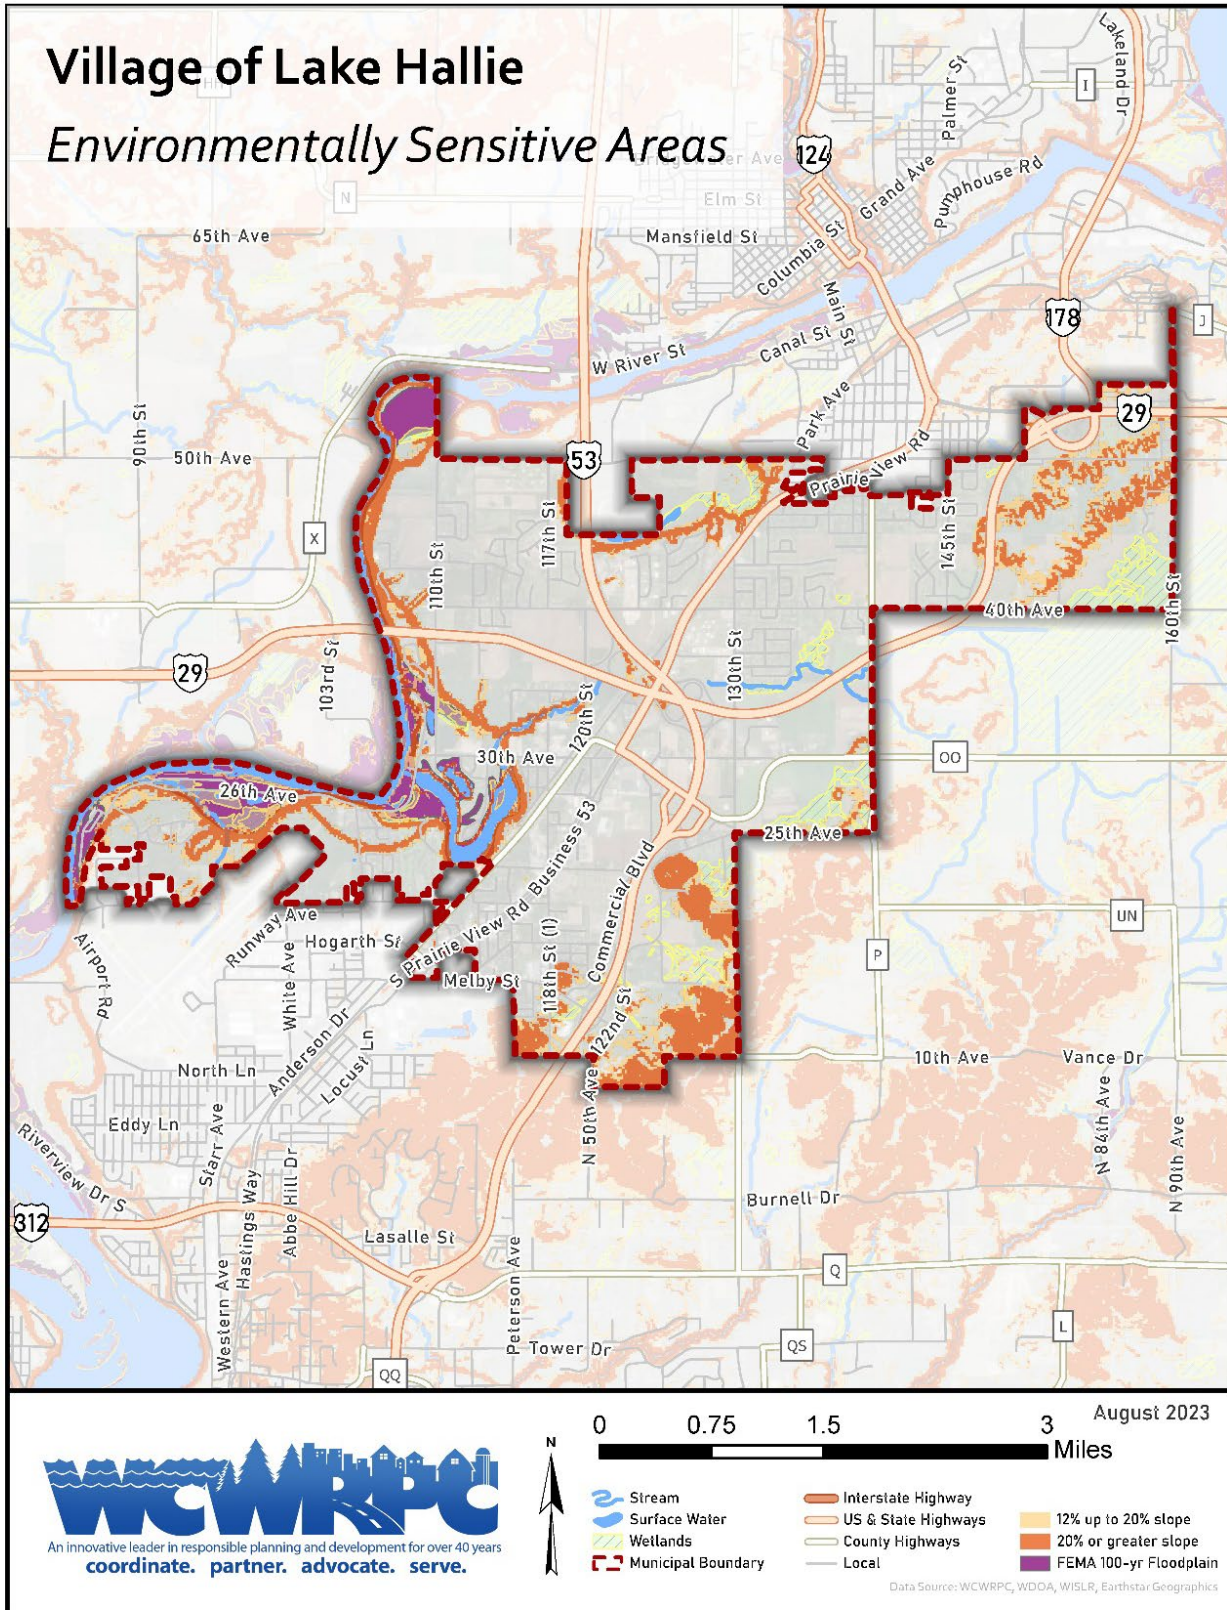 Village of Lake Hallie
Environmentally Sensitive Areas
HH
N
Bridgewater Ave
Elm St
Mansfield St
65th Ave
124
Palmer St
I
Lakeland Dr
Grand Ave
Pumphouse Rd
Columbia St
Main St
Canal St
W River St
178
J
90th St
50th Ave
53
Park Ave
Prairie View Rd
29
X
117th St
110th St
145th St
40th Ave
160th St
29
103rd St
120th St
130th St
30th Ave
26th Ave
OO
25th Ave
S Prairie View Rd Business 53
Commercial Blvd
Runway Ave
Airport Rd
White Ave
Hogarth St
Melby St
118th St (1)
122nd St
UN
P
North Ln
Anderson Dr
Locust Ln
10th Ave
Vance Dr
Eddy Ln
Starr Ave
N 50th Ave
N 84th Ave
N 90th Ave
Riverview Dr S
312
Hastings Way
Abbe Hill Dr
Lasalle St
Burnell Dr
Western Ave
Peterson Ave
Q
Tower Dr
QS
L
QQ
August 2023
0 0.75 1.5 3
Miles
N
WCWRPC
An innovative leader in responsible planning and development for over 40 years
coordinate. partner. advocate. serve.
Stream
Surface Water
Wetlands
Municipal Boundary
Interstate Highway
US & State Highways
County Highways
Local
12% up to 20% slope
20% or greater slope
FEMA 100-yr Floodplain
Data Source: WCWRPC, WDOA, WISLR, Earthstar Geographics